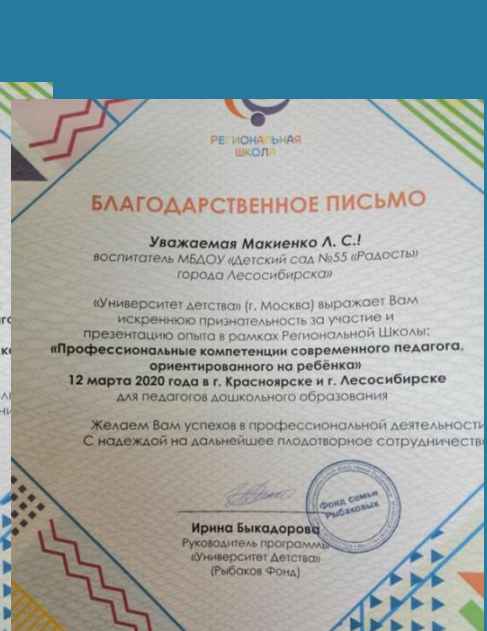 РЕГИОНАЛЬНАЯ
ШКОЛА
БЛАГОДАРСТВЕННОЕ ПИСЬМО
Уважаемая Макиенко Л. С.!
воспитатель МБДОУ «Детский сад №55 «Радость»
города Лесосибирска»
«Университет детства» (г. Москва) выражает Вам
искреннюю признательность за участие и
презентацию опыта в рамках Региональной Школы:
«Профессиональные компетенции современного педагога,
ориентированного на ребёнка»
12 марта 2020 года в г. Красноярске и г. Лесосибирске
для педагогов дошкольного образования
Желаем Вам успехов в профессиональной деятельности
С надеждой на дальнейшее плодотворное сотрудничеств
Фонд семьи
Рыбаковых
Ирина Быкадорова
Руководитель программы
«Университет Детства»
(Рыбаков Фонд)